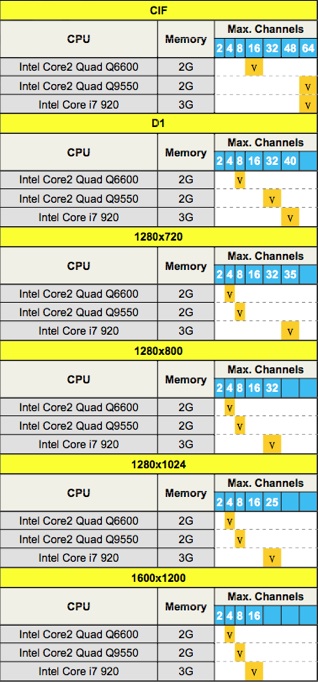 CIF
CPU Memory Max. Channels
2 4 8 16 32 48 64
Intel Core2 Quad Q6600 2G v
Intel Core2 Quad Q9550 2G v
Intel Core i7 920 3G v
D1
CPU Memory Max. Channels
2 4 8 16 32 40
Intel Core2 Quad Q6600 2G v
Intel Core2 Quad Q9550 2G v
Intel Core i7 920 3G v
1280x720
CPU Memory Max. Channels
2 4 8 16 32 35
Intel Core2 Quad Q6600 2G v
Intel Core2 Quad Q9550 2G v
Intel Core i7 920 3G v
1280x800
CPU Memory Max. Channels
2 4 8 16 32
Intel Core2 Quad Q6600 2G v
Intel Core2 Quad Q9550 2G v
Intel Core i7 920 3G v
1280x1024
CPU Memory Max. Channels
2 4 8 16 25
Intel Core2 Quad Q6600 2G v
Intel Core2 Quad Q9550 2G v
Intel Core i7 920 3G v
1600x1200
CPU Memory Max. Channels
2 4 8 16
Intel Core2 Quad Q6600 2G v
Intel Core2 Quad Q9550 2G v
Intel Core i7 920 3G v